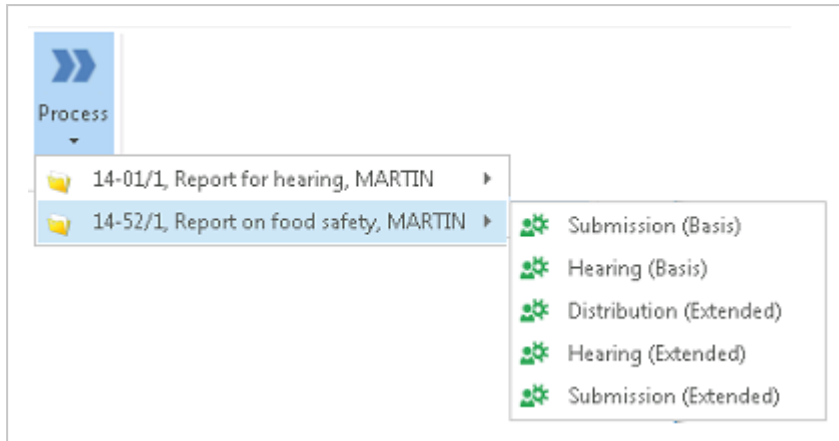 Process
14-01/1, Report for hearing, MARTIN
14-52/1, Report on food safety, MARTIN
Submission (Basis)
Hearing (Basis)
Distribution (Extended)
Hearing (Extended)
Submission (Extended)